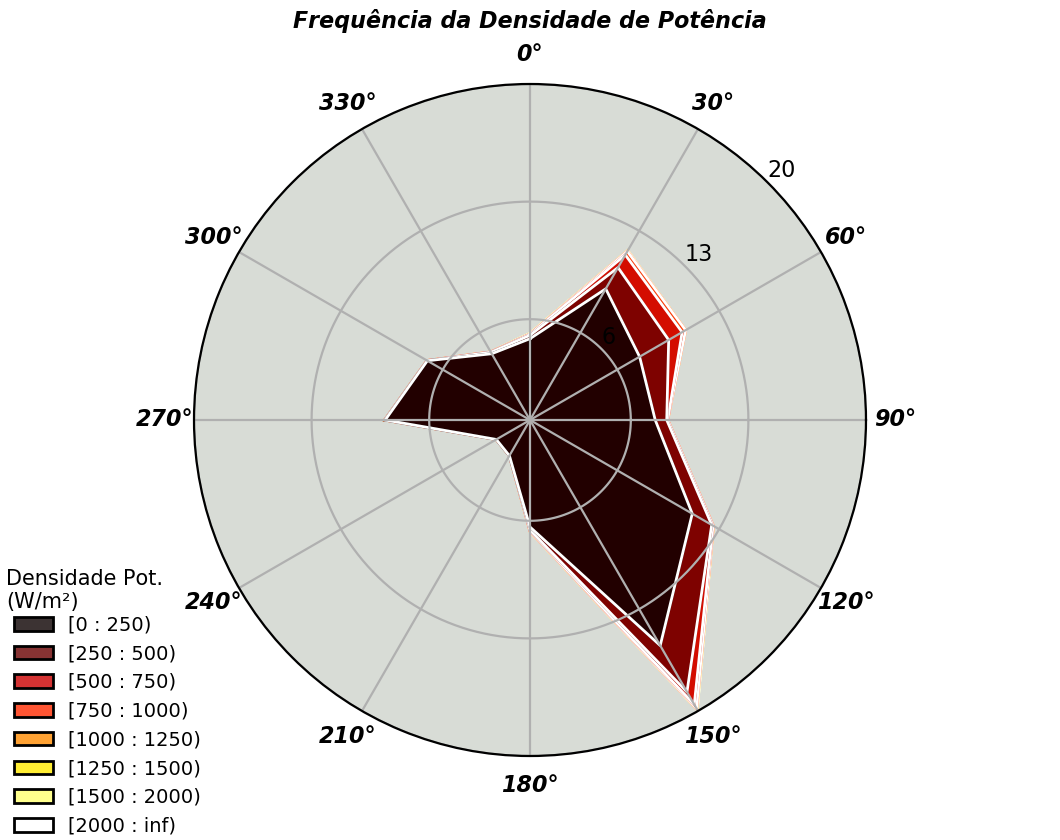 Frequência da Densidade de Potência
0°
330°
30°
20
300°
60°
13
6
270°
90°
240°
120°
210°
150°
180°
Densidade Pot.
(W/m²)
[0 : 250)
[250 : 500)
[500 : 750)
[750 : 1000)
[1000 : 1250)
[1250 : 1500)
[1500 : 2000)
[2000 : inf)